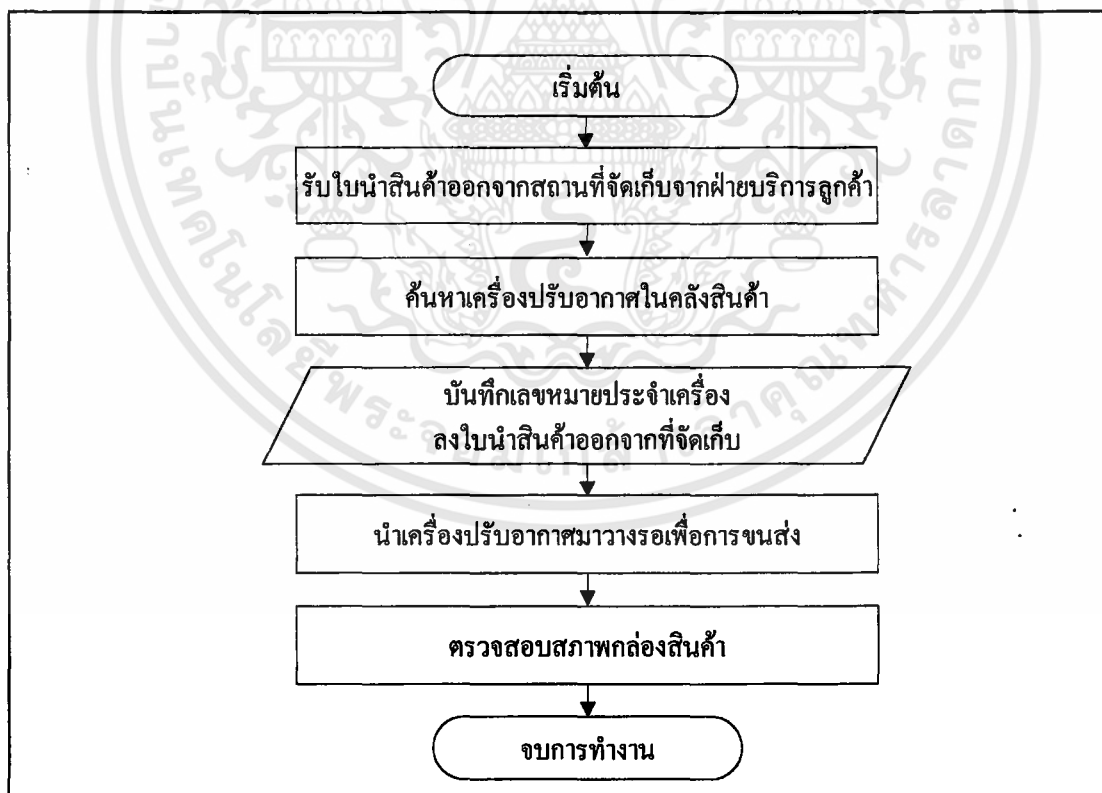 เริ่มต้น
รับใบนำสินค้าออกจากสถานที่จัดเก็บจากฝ่ายบริการลูกค้า
ค้นหาเครื่องปรับอากาศในคลังสินค้า
บันทึกเลขหมายประจำเครื่อง
ลงใบนำสินค้าออกจากที่จัดเก็บ
นำเครื่องปรับอากาศมาวางรอเพื่อการขนส่ง
ตรวจสอบสภาพกล่องสินค้า
จบการทำงาน